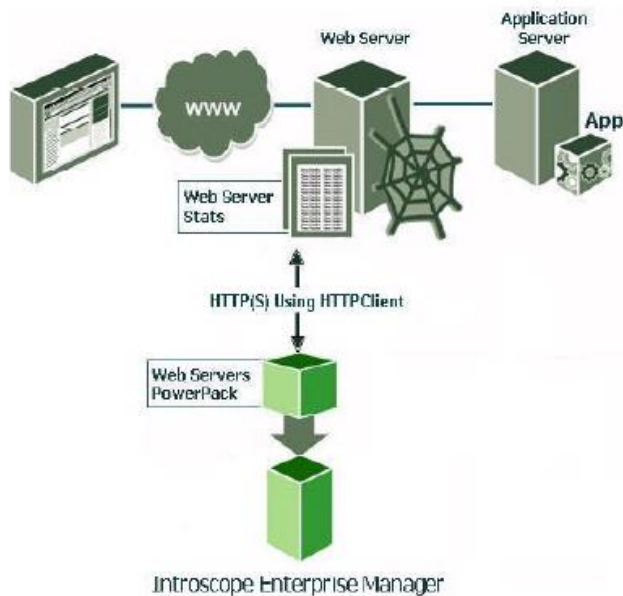 Web Server
Application
Server
WWW
App
Web Server
Stats
HTTP(S) Using HTTPClient
Web Servers
PowerPack
Introscope Enterprise Manager